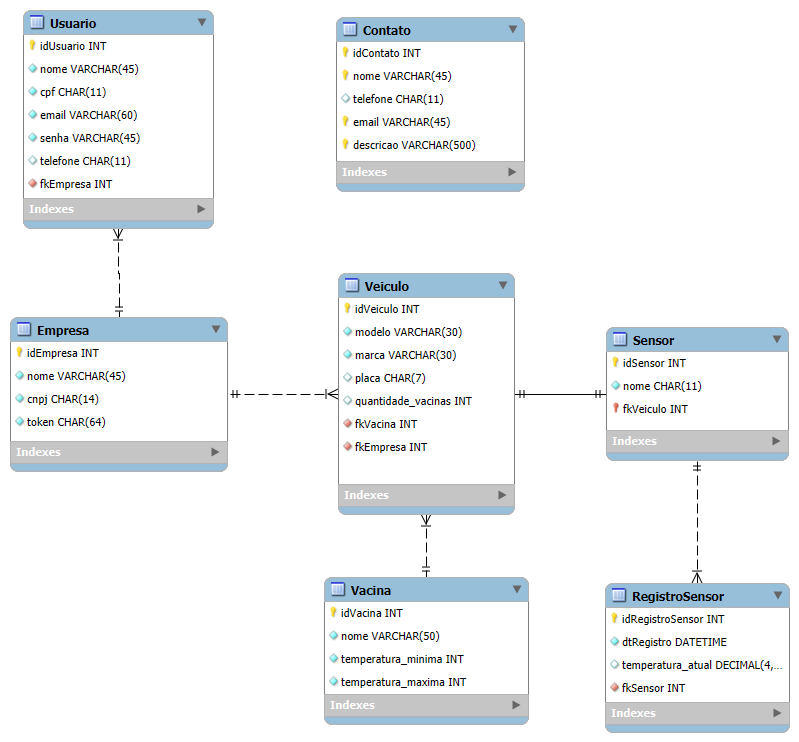 Usuario
idUsuario INT
nome VARCHAR(45)
cpf CHAR(11)
email VARCHAR(60)
senha VARCHAR(45)
telefone CHAR(11)
fkEmpresa INT
Indexes
Contato
idContato INT
nome VARCHAR(45)
telefone CHAR(11)
email VARCHAR(45)
descricao VARCHAR(500)
Indexes
Empresa
idEmpresa INT
nome VARCHAR(45)
cnpj CHAR(14)
token CHAR(64)
Indexes
Veiculo
idVeiculo INT
modelo VARCHAR(30)
marca VARCHAR(30)
placa CHAR(7)
quantidade_vacinas INT
fkVacina INT
fkEmpresa INT
Indexes
Sensor
idSensor INT
nome CHAR(11)
fkVeiculo INT
Indexes
Vacina
idVacina INT
nome VARCHAR(50)
temperatura_minima INT
temperatura_maxima INT
Indexes
RegistroSensor
idRegistroSensor INT
dtRegistro DATETIME
temperatura_atual DECIMAL(4,...
fkSensor INT
Indexes